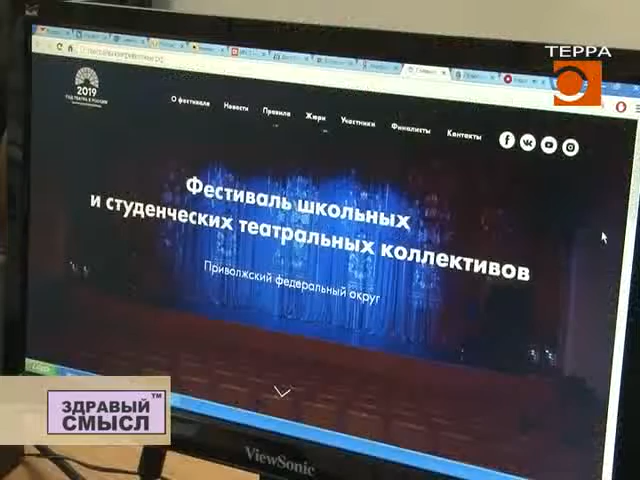 ТЕРРА
2019
ГОД ТЕАТРА В РОССИИ
О фестивале Новости Правила Жюри Участники Финалисты Контакты
Фестиваль школьных
и студенческих театральных коллективов
Приволжский федеральный округ
ЗДРАВЫЙ ТМ
СМЫСЛ
ViewSonic